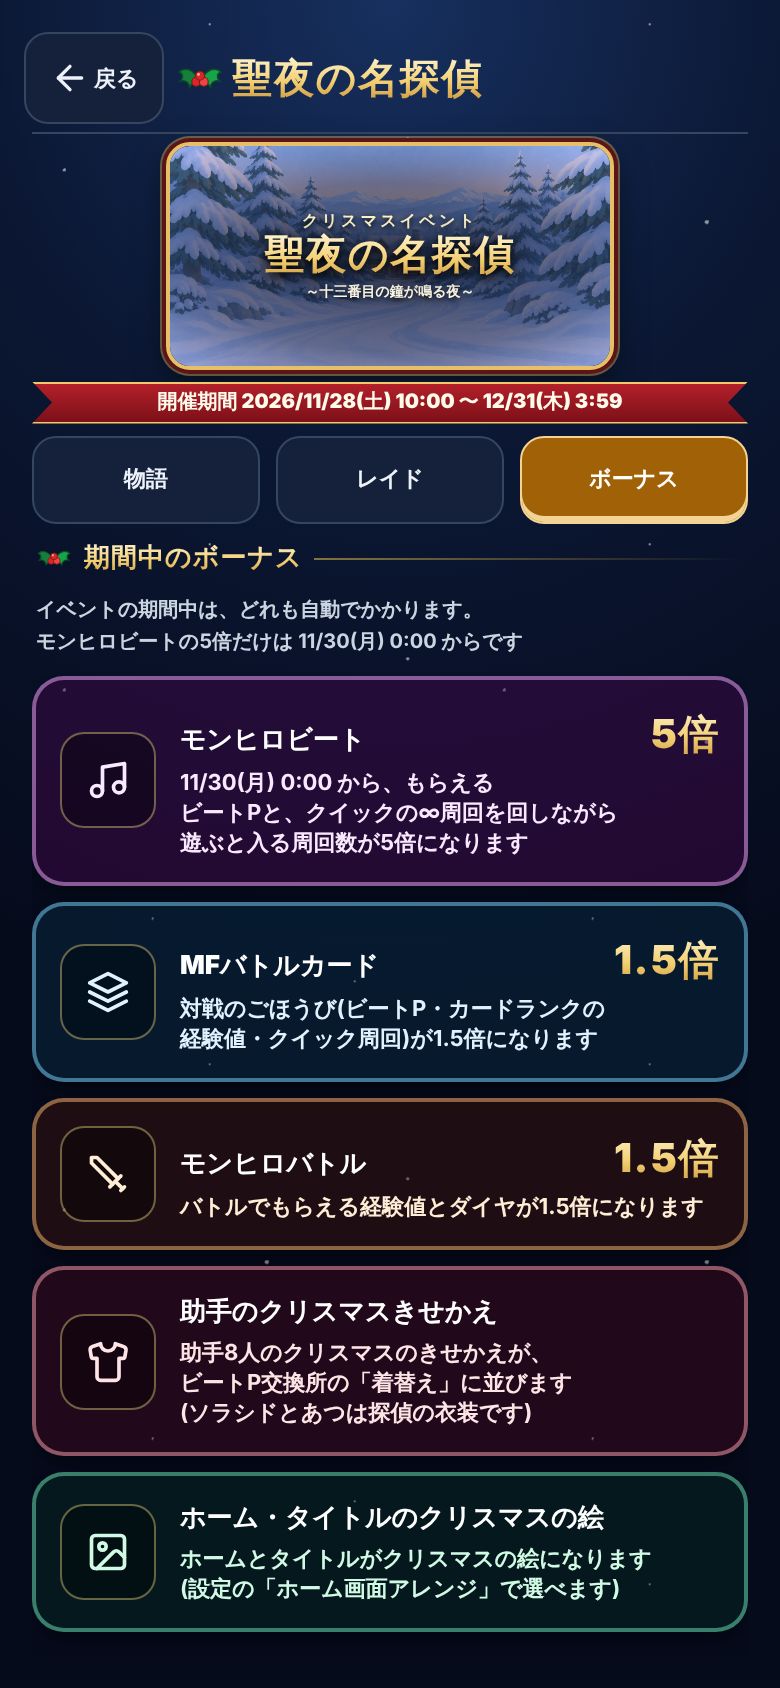 戻る
聖夜の名探偵
クリスマスイベント
聖夜の名探偵
~十三番目の鐘が鳴る夜~
開催期間 2026/11/28(土) 10:00 〜 12/31(木) 3:59
物語
レイド
ボーナス
期間中のボーナス
イベントの期間中は、どれも自動でかかります。
モンヒロビートの5倍だけは 11/30(月) 0:00 からです
モンヒロビート
5倍
11/30(月) 0:00 から、もらえる
ビートPと、クイックの∞周回を回しながら
遊ぶと入る周回数が5倍になります
MFバトルカード
1.5倍
対戦のごほうび(ビートP・カードランクの
経験値・クイック周回)が1.5倍になります
モンヒロバトル
1.5倍
バトルでもらえる経験値とダイヤが1.5倍になります
助手のクリスマスきせかえ
助手8人のクリスマスのきせかえが、
ビートP交換所の「着替え」に並びます
(ソラシドとあつは探偵の衣装です)
ホーム・タイトルのクリスマスの絵
ホームとタイトルがクリスマスの絵になります
(設定の「ホーム画面アレンジ」で選べます)